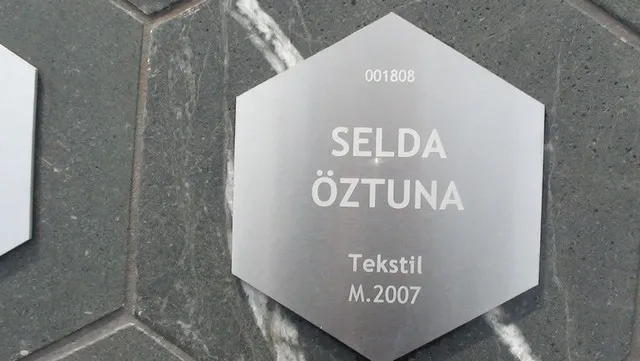 001808
SELDA
ÖZTUNA
Tekstil
M.2007